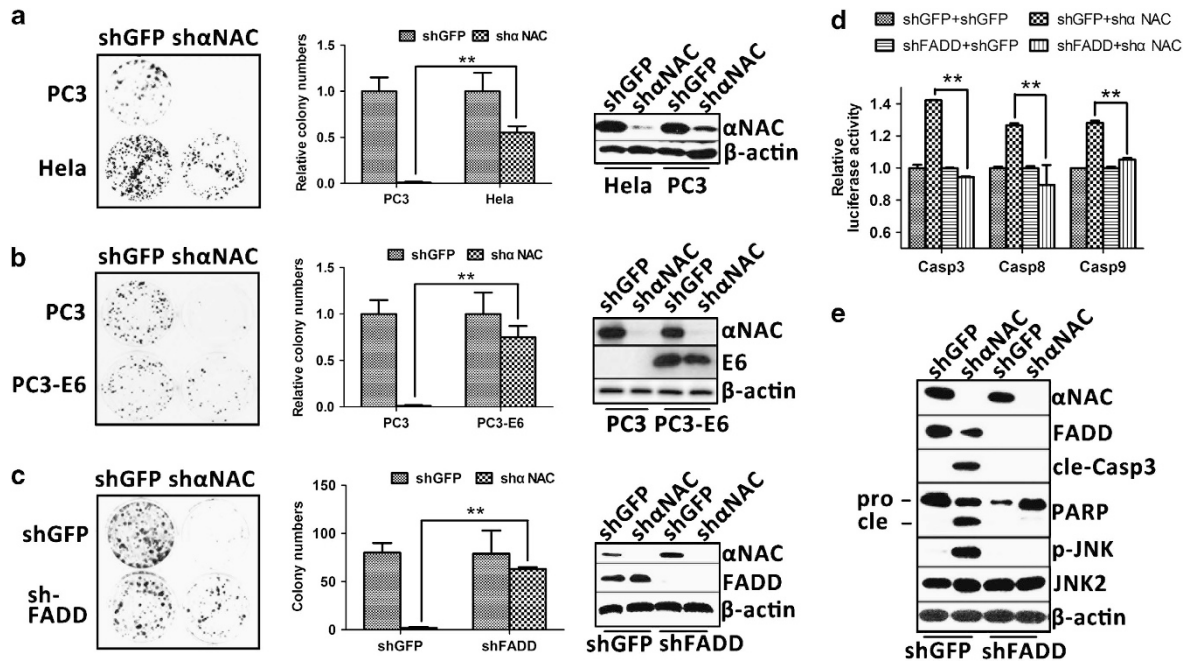 a
shGFP shαNAC
PC3
Hela
shGFP shα NAC
Relative colony numbers
1.5
1.0
0.5
0.0
**
PC3 Hela
shGFP shαNAC shGFP shαNAC
αNAC
β-actin
Hela PC3
b
shGFP shαNAC
PC3
PC3-E6
shGFP shα NAC
Relative colony numbers
1.5
1.0
0.5
0.0
**
PC3 PC3-E6
shGFP shαNAC shGFP shαNAC
αNAC
E6
β-actin
PC3 PC3-E6
c
shGFP shαNAC
shGFP
sh-
FADD
shGFP shα NAC
Colony numbers
150
100
50
0
**
shGFP shFADD
shGFP shαNAC shGFP shαNAC
αNAC
FADD
β-actin
shGFP shFADD
d
shGFP+shGFP shGFP+shα NAC
shFADD+shGFP shFADD+shα NAC
Relative
luciferase activity
1.4
1.2
1.0
0.8
0.6
** ** **
Casp3 Casp8 Casp9
e
shGFP shαNAC shGFP shαNAC
αNAC
FADD
cle-Casp3
pro –
PARP
cle –
p-JNK
JNK2
β-actin
shGFP shFADD